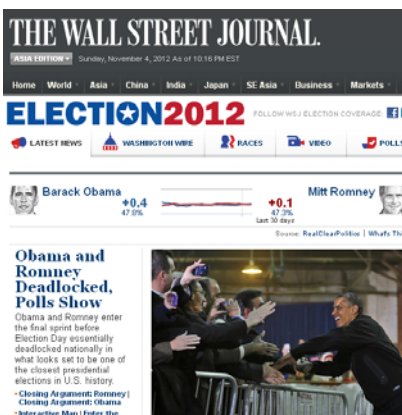 THE WALL STREET JOURNAL.
ASIA EDITION Sunday, November 4, 2012 As of 10:16 PM EST
Home World Asia China India Japan SE Asia Business Markets
ELECTION2012 FOLLOW WSJ ELECTION COVERAGE:
LATEST NEWS WASHINGTON WIRE RACES VIDEO POLLS
Barack Obama Mitt Romney
+0.4 +0.1
47.8% 47.3%
Last 30 days
Source: RealClearPolitics | What's Thi
Obama and
Romney
Deadlocked,
Polls Show
Obama and Romney enter
the final sprint before
Election Day essentially
deadlocked nationally in
what looks set to be one of
the closest presidential
elections in U.S. history.
• Closing Argument: Romney |
Closing Argument: Obama
• Interactive Map | Enter the